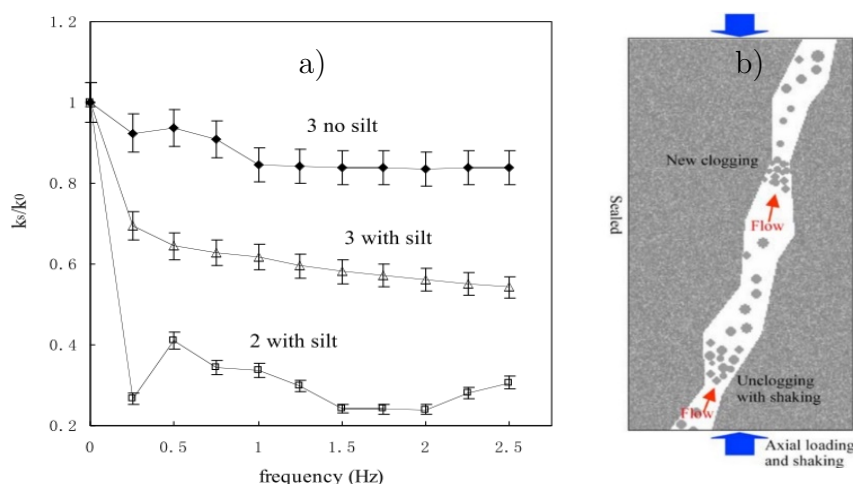 a)
1.2
1
0.8
0.6
0.4
0.2
ks/k0
3 no silt
3 with silt
2 with silt
0
0.5
1
1.5
2
2.5
frequency (Hz)
b)
New clogging
Sealed
Flow
Unclogging
with shaking
Flow
Axial loading
and shaking